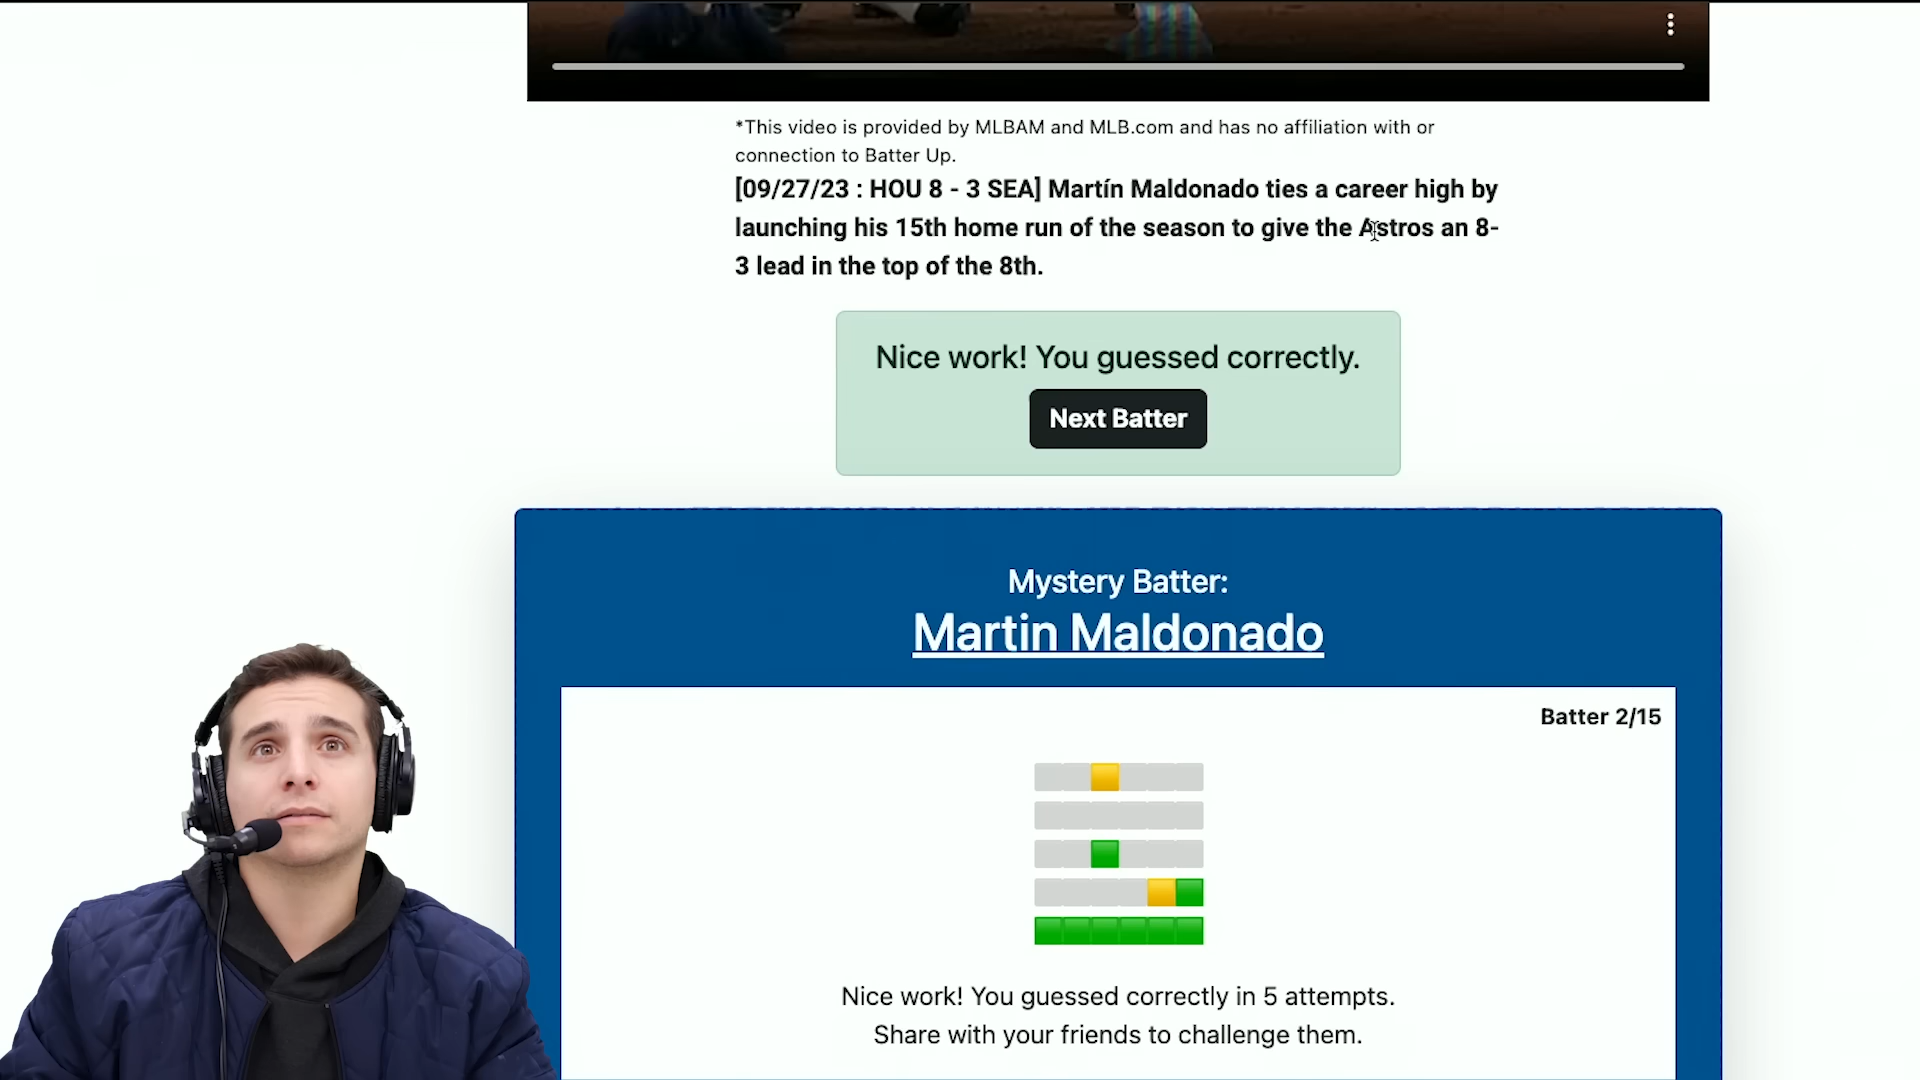 *This video is provided by MLBAM and MLB.com and has no affiliation with or
connection to Batter Up.
[09/27/23 : HOU 8 - 3 SEA] Martín Maldonado ties a career high by
launching his 15th home run of the season to give the Astros an 8-
3 lead in the top of the 8th.
Nice work! You guessed correctly.
Next Batter
Mystery Batter:
Martin Maldonado
Batter 2/15
Nice work! You guessed correctly in 5 attempts.
Share with your friends to challenge them.